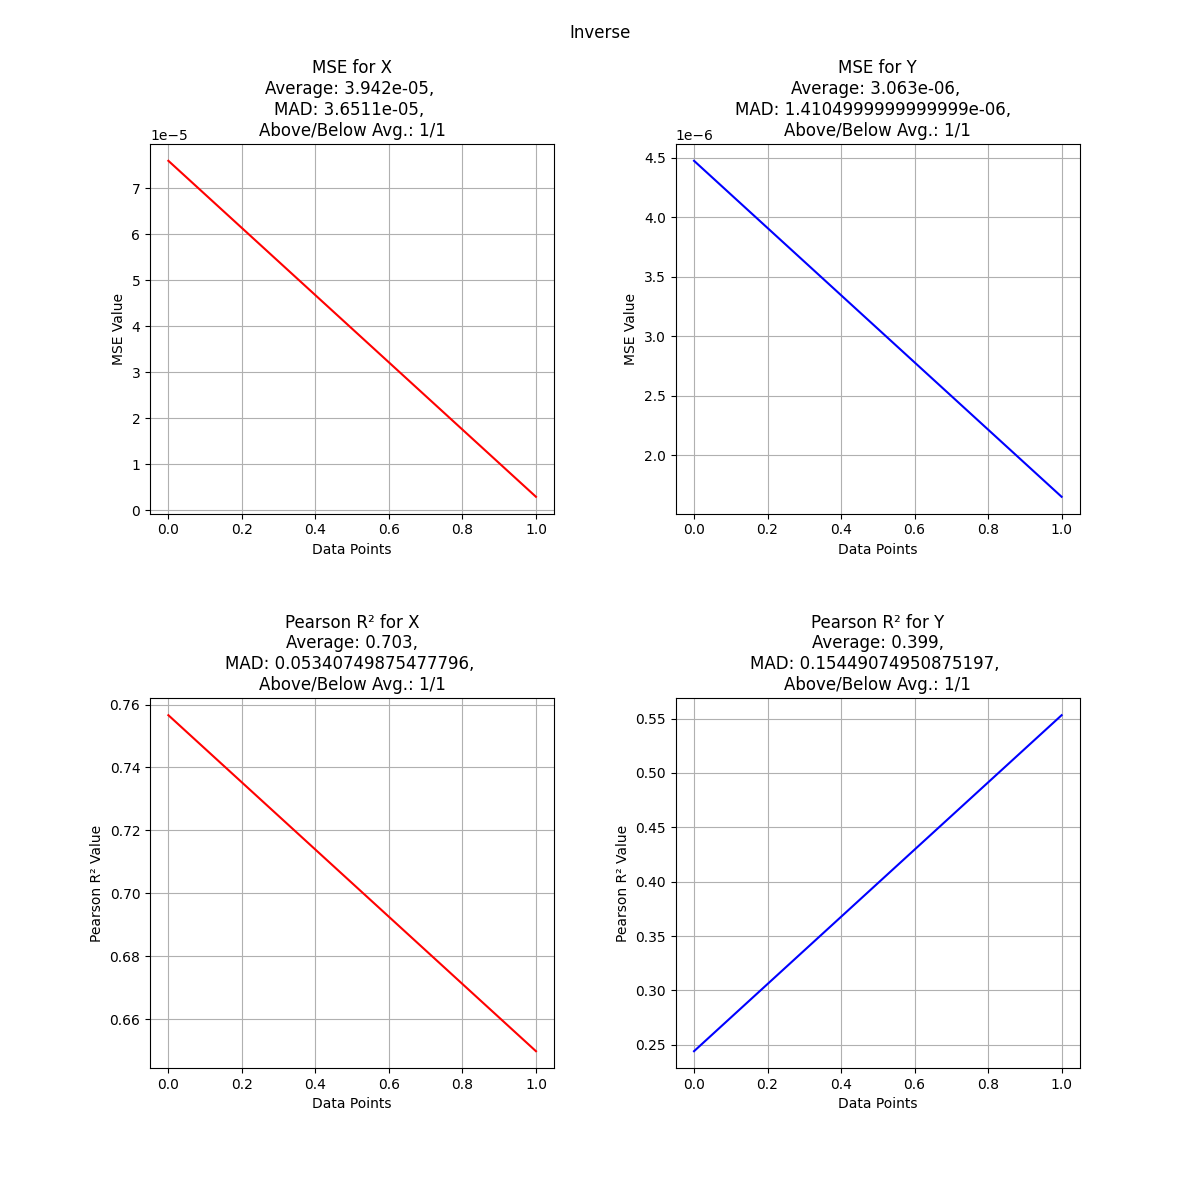 Inverse
MSE for X
Average: 3.942e-05,
MAD: 3.6511e-05,
Above/Below Avg.: 1/1
1e−5
7
6
5
4
3
2
1
0
MSE Value
0.0 0.2 0.4 0.6 0.8 1.0
Data Points
MSE for Y
Average: 3.063e-06,
MAD: 1.4104999999999999e-06,
Above/Below Avg.: 1/1
1e−6
4.5
4.0
3.5
3.0
2.5
2.0
MSE Value
0.0 0.2 0.4 0.6 0.8 1.0
Data Points
Pearson R² for X
Average: 0.703,
MAD: 0.05340749875477796,
Above/Below Avg.: 1/1
0.76
0.74
0.72
0.70
0.68
0.66
Pearson R² Value
0.0 0.2 0.4 0.6 0.8 1.0
Data Points
Pearson R² for Y
Average: 0.399,
MAD: 0.15449074950875197,
Above/Below Avg.: 1/1
0.55
0.50
0.45
0.40
0.35
0.30
0.25
Pearson R² Value
0.0 0.2 0.4 0.6 0.8 1.0
Data Points